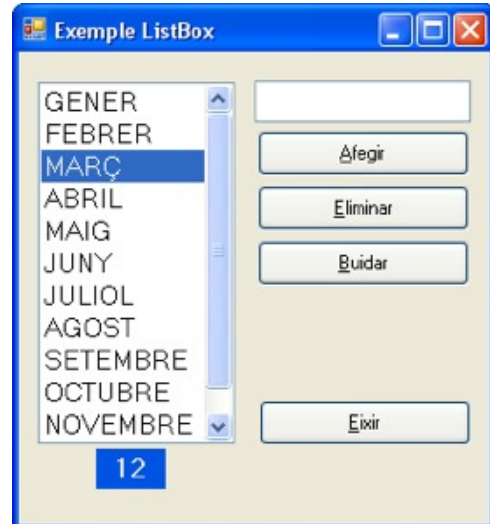 Exemple ListBox
GENER
FEBRER
MARÇ
ABRIL
MAIG
JUNY
JULIOL
AGOST
SETEMBRE
OCTUBRE
NOVEMBRE
12
Afegir
Eliminar
Buidar
Eixir